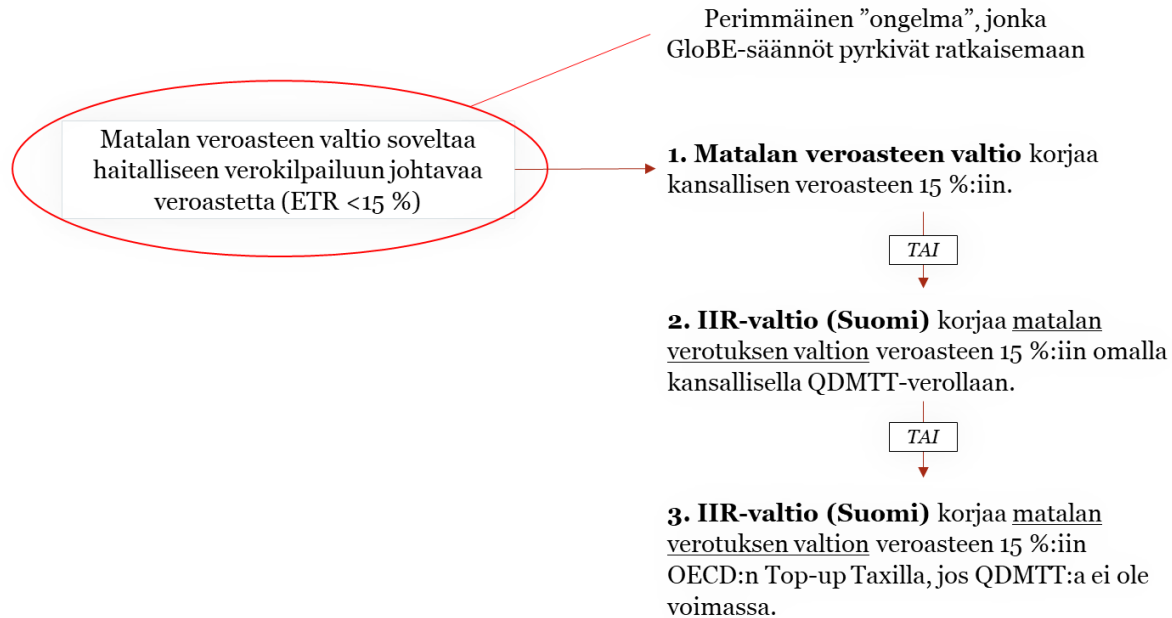 Perimmäinen ”ongelma”, jonka
GloBE-säännöt pyrkivät ratkaisemaan
Matalan veroasteen valtio soveltaa
haitalliseen verokilpailuun johtavaa
veroastetta (ETR <15 %)
1. Matalan veroasteen valtio korjaa
kansallisen veroasteen 15 %:iin.
TAI
2. IIR-valtio (Suomi) korjaa matalan
verotuksen valtion veroasteen 15 %:iin omalla
kansallisella QDMTT-verollaan.
TAI
3. IIR-valtio (Suomi) korjaa matalan
verotuksen valtion veroasteen 15 %:iin
OECD:n Top-up Taxilla, jos QDMTT:a ei ole
voimassa.